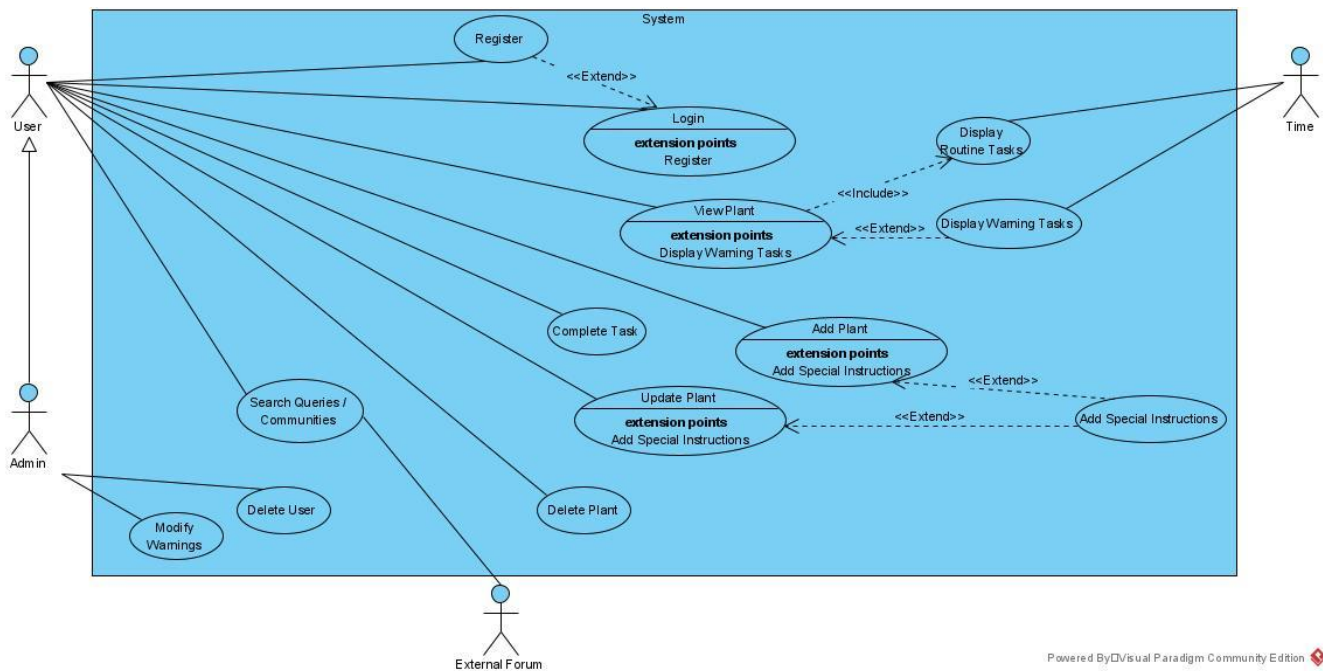 System
Register
<<Extend>>
User
Login
extension points
Register
Display
Routine Tasks
Time
<<Include>>
View Plant
extension points
Display Warning Tasks
<<Extend>>
Display Warning Tasks
Complete Task
Add Plant
extension points
Add Special Instructions
<<Extend>>
Search Queries /
Communities
Update Plant
extension points
Add Special Instructions
<<Extend>>
Add Special Instructions
Admin
Delete User
Modify
Warnings
Delete Plant
External Forum
Powered By□Visual Paradigm Community Edition